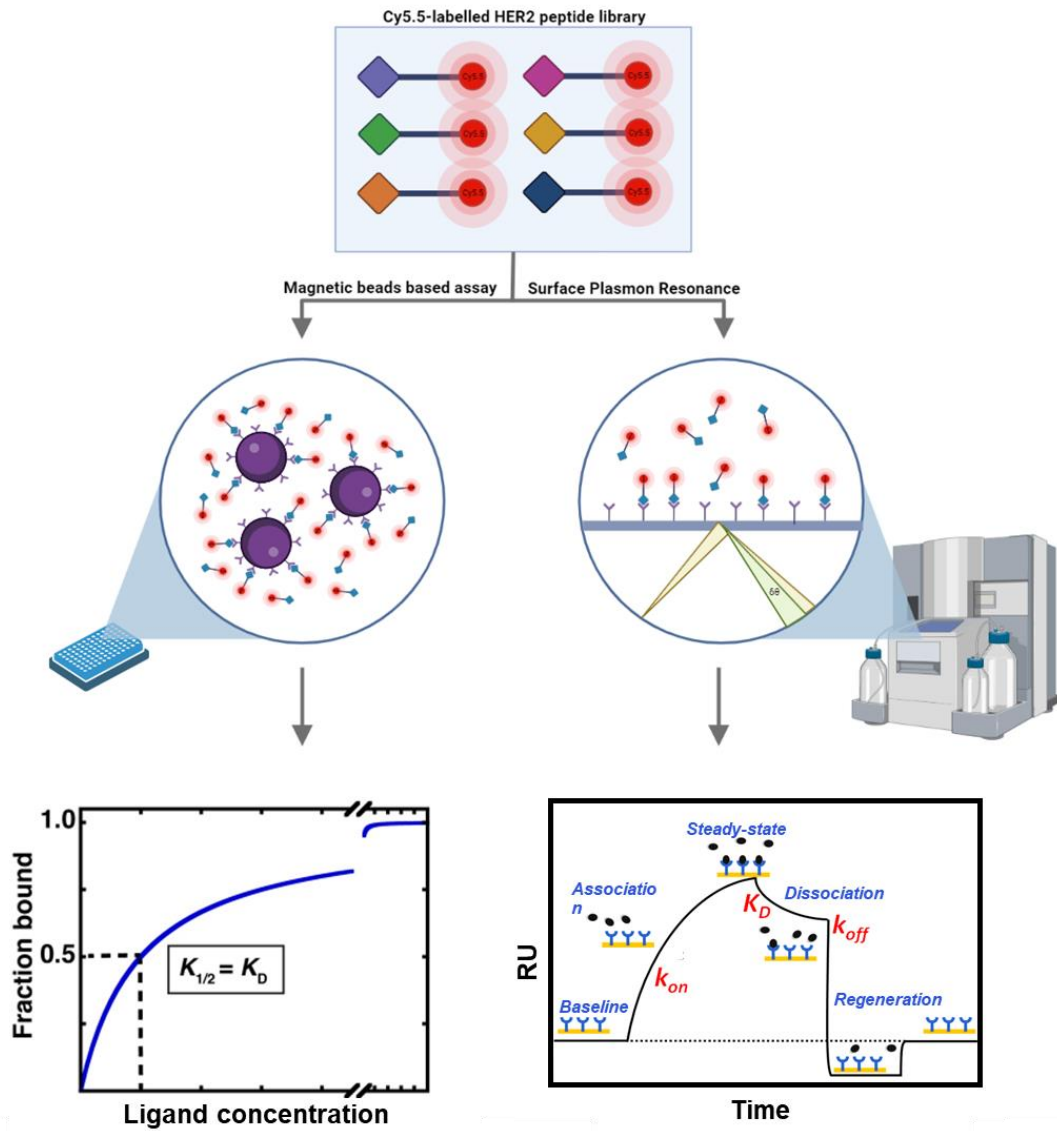 Cy5.5-labelled HER2 peptide library
Cy5.5 Cy5.5
Cy5.5 Cy5.5
Cy5.5 Cy5.5
Magnetic beads based assay Surface Plasmon Resonance
δθ
1.0
0.5
Fraction bound
K1/2 = KD
Ligand concentration
Steady-state
Associatio
n
Dissociation
KD
koff
kon
Baseline
Regeneration
RU
Time